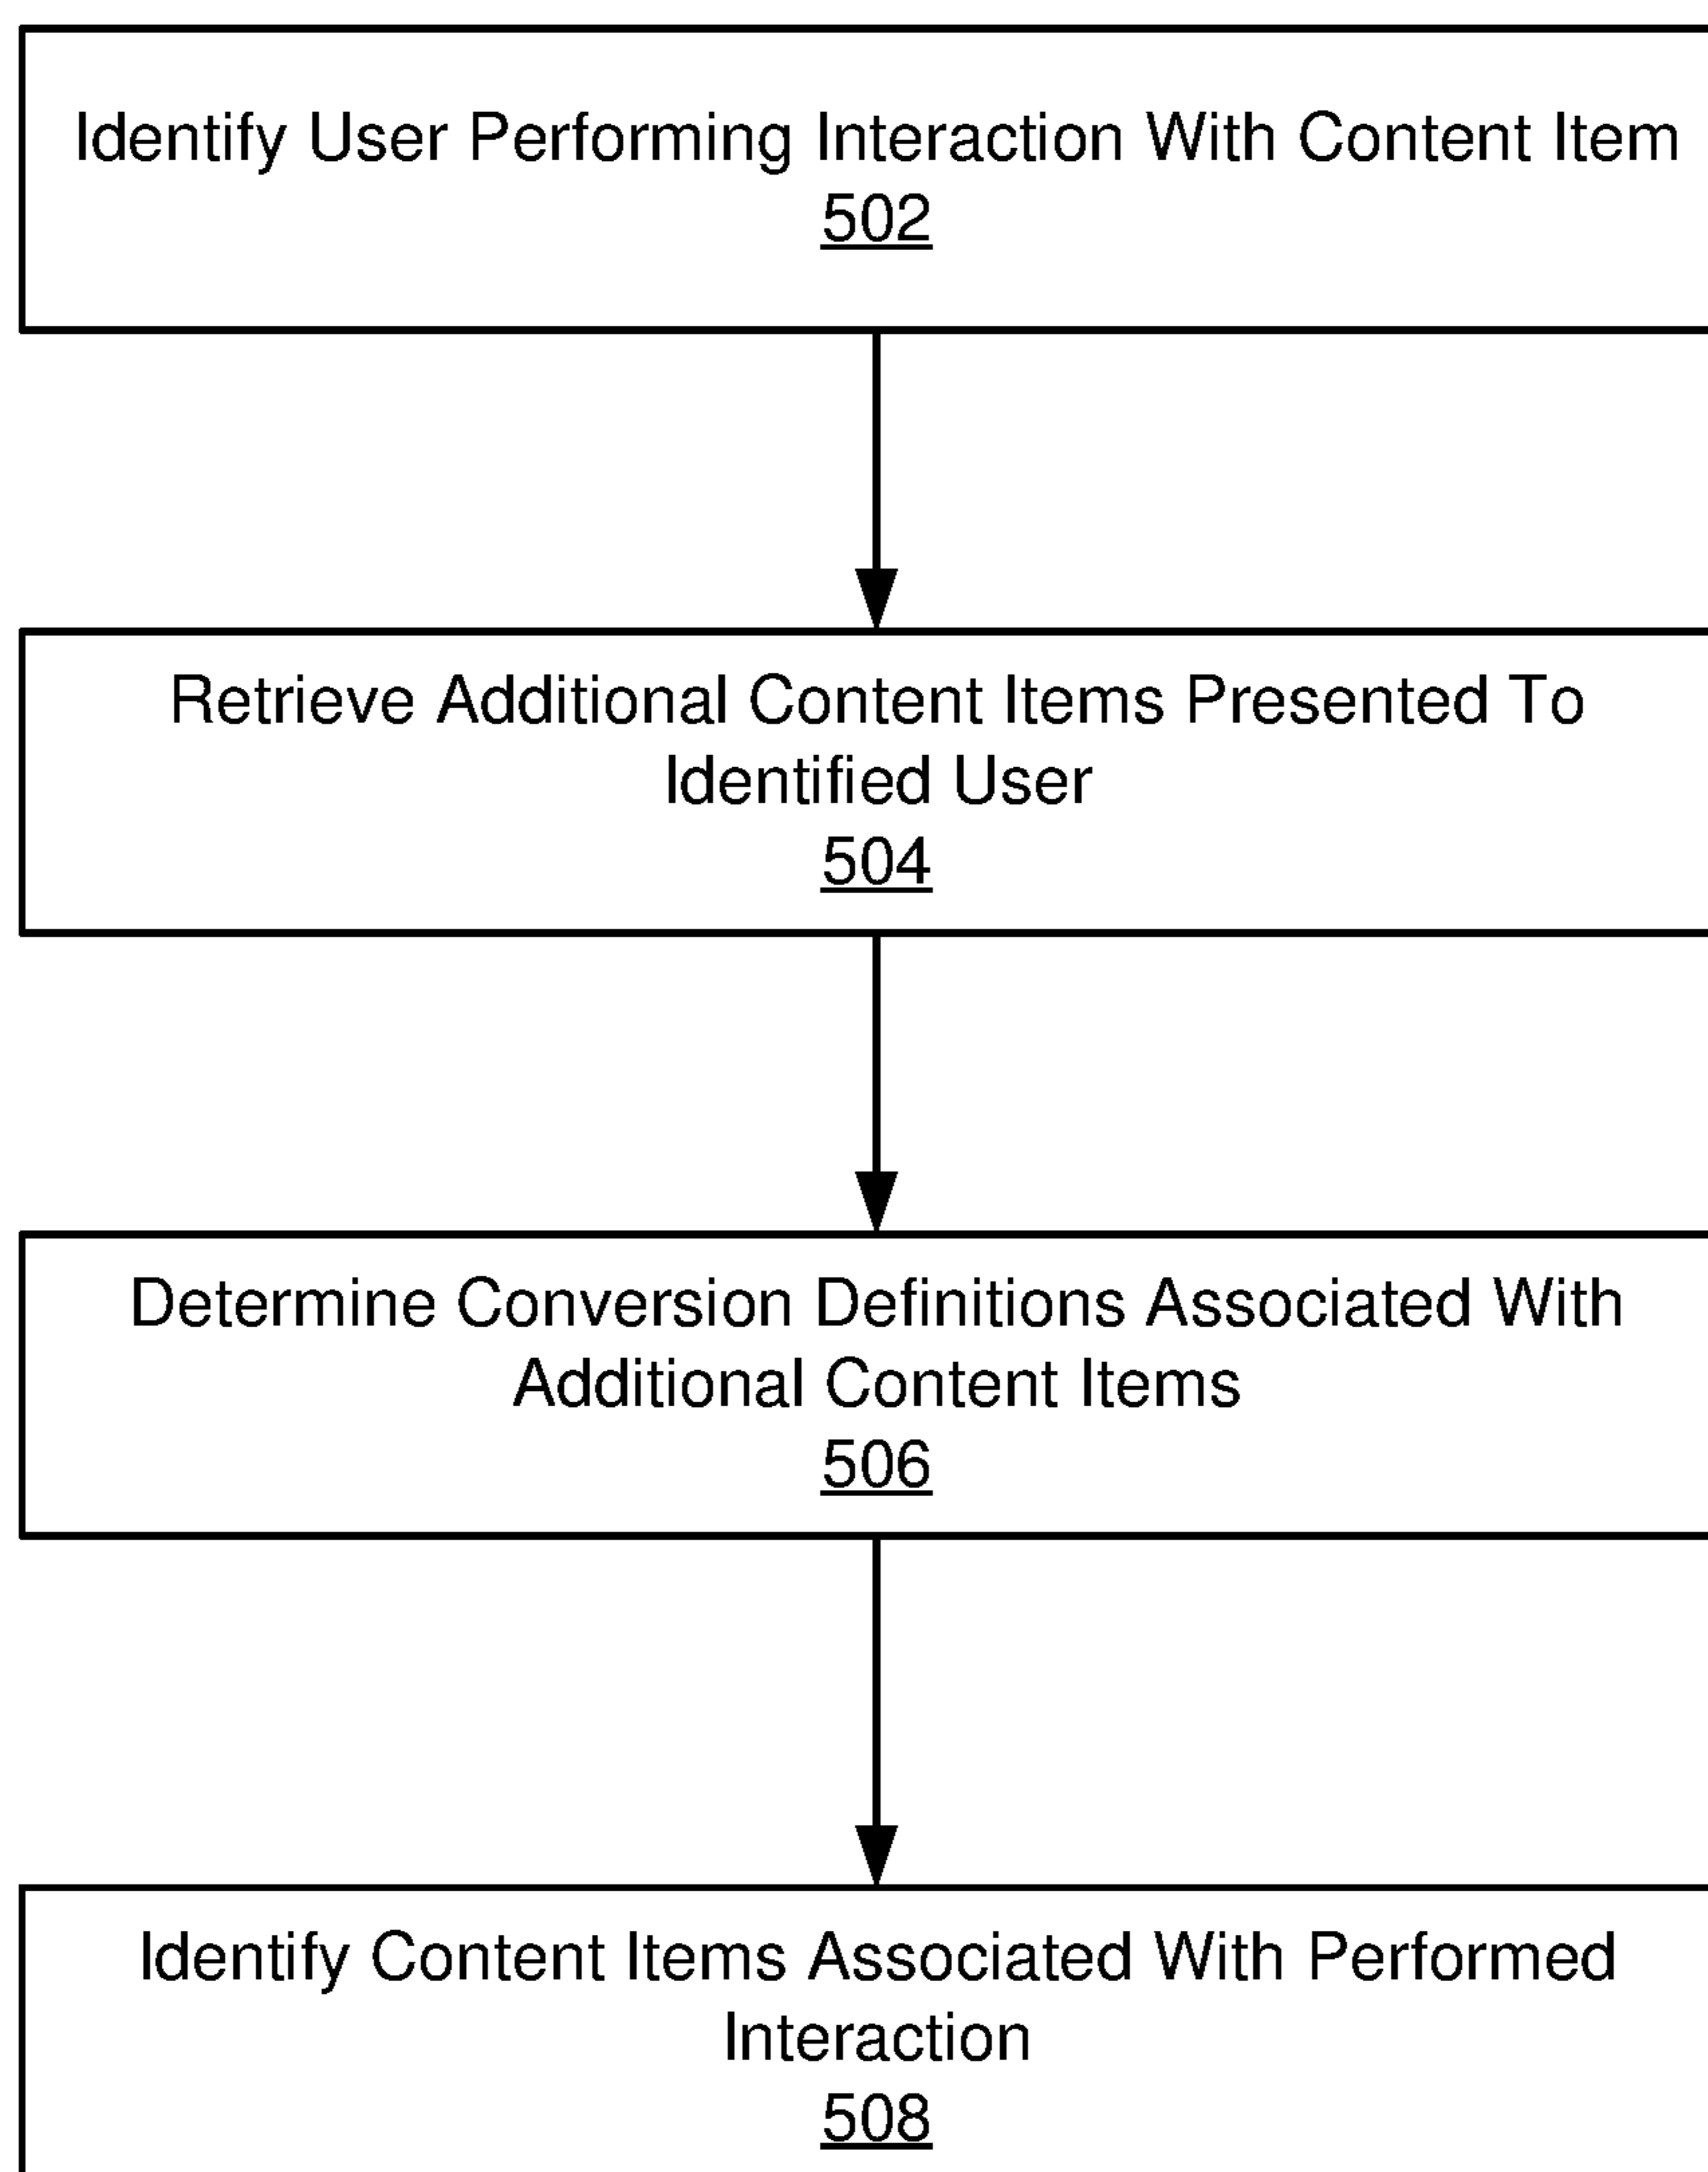 Identify User Performing Interaction With Content Item
502
Retrieve Additional Content Items Presented To
Identified User
504
Determine Conversion Definitions Associated With
Additional Content Items
506
Identify Content Items Associated With Performed
Interaction
508